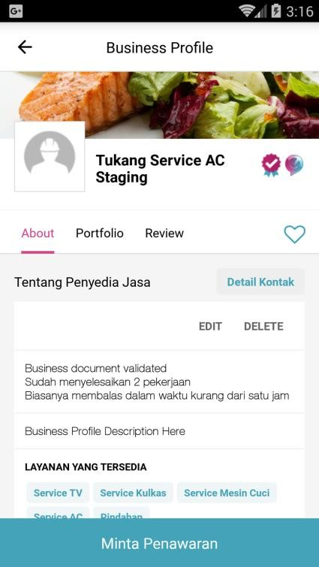 G+
3:16
Business Profile
Tukang Service AC
Staging
About
Portfolio
Review
Tentang Penyedia Jasa
Detail Kontak
EDIT
DELETE
Business document validated
Sudah menyelesaikan 2 pekerjaan
Biasanya membalas dalam waktu kurang dari satu jam
Business Profile Description Here
LAYANAN YANG TERSEDIA
Service TV
Service Kulkas
Service Mesin Cuci
Service AC
Pindahan
Minta Penawaran